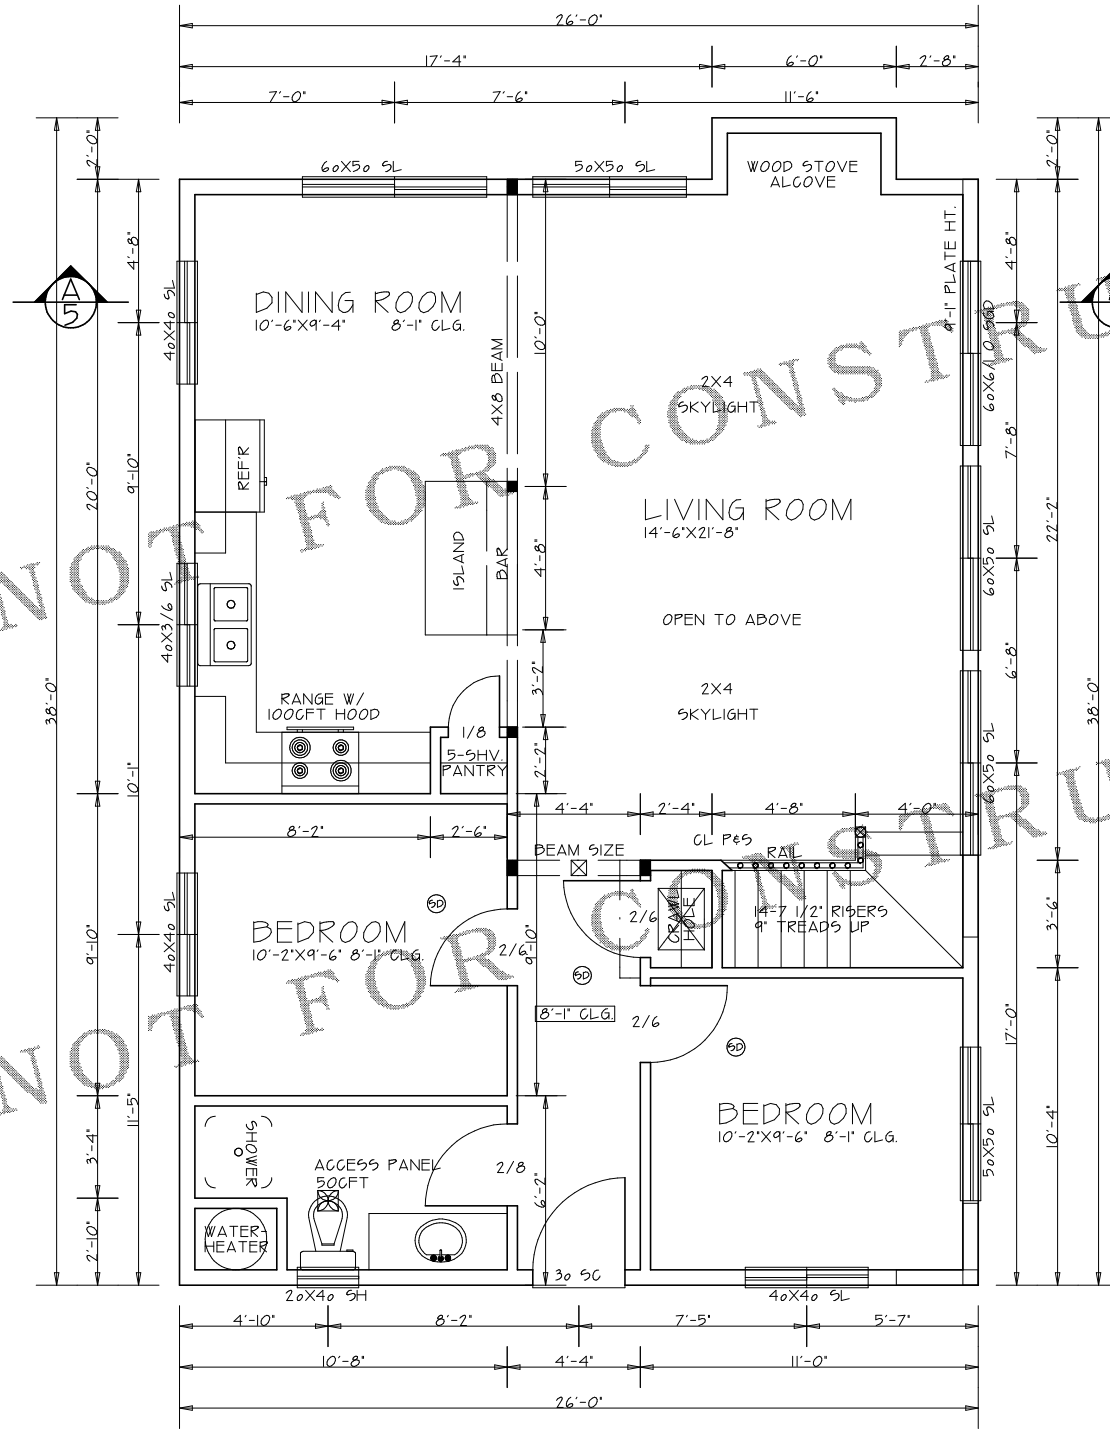 26'-0"
17'-4"
6'-0"
2'-8"
7'-0"
7'-6"
11'-6"
2'-0"
2'-0"
60X50 SL
50X50 SL
WOOD STOVE
ALCOVE
4'-8"
40X40 SL
A
5
DINING ROOM
10'-6"X9'-4" 8'-1" CLG.
4X8 BEAM
10'-0"
9'-1" PLATE HT.
4'-8"
60X6/10 SGD
2X4
SKYLIGHT
NOT FOR CONSTRU
REF'R
20'-0"
9'-10"
7'-8"
22'-2"
LIVING ROOM
14'-6"X21'-8"
ISLAND
BAR
4'-8"
60X50 SL
40X3/6 SL
OPEN TO ABOVE
38'-0"
38'-0"
3'-2"
6'-8"
2X4
SKYLIGHT
RANGE W/
100CFT HOOD
1/8
5-SHV.
PANTRY
2'-2"
10'-1"
60X50 SL
4'-4"
2'-4"
4'-8"
4'-0"
8'-2"
2'-6"
CL P&S
BEAM SIZE
RAIL
NOT FOR CONSTRU
SD
2/6
CRAWL
HOLE
14-7 1/2" RISERS
9" TREADS UP
3'-6"
BEDROOM
10'-2"X9'-6" 8'-1" CLG.
2/6
9'-10"
40X40 SL
9'-10"
SD
8'-1" CLG.
2/6
SD
17'-0"
BEDROOM
10'-2"X9'-6" 8'-1" CLG.
50X50 SL
10'-4"
11'-5"
3'-4"
SHOWER
ACCESS PANEL
50CFT
2/8
6'-2"
2'-10"
WATER-
HEATER
30 SC
20X40 SH
40X40 SL
4'-10"
8'-2"
7'-5"
5'-7"
10'-8"
4'-4"
11'-0"
26'-0"